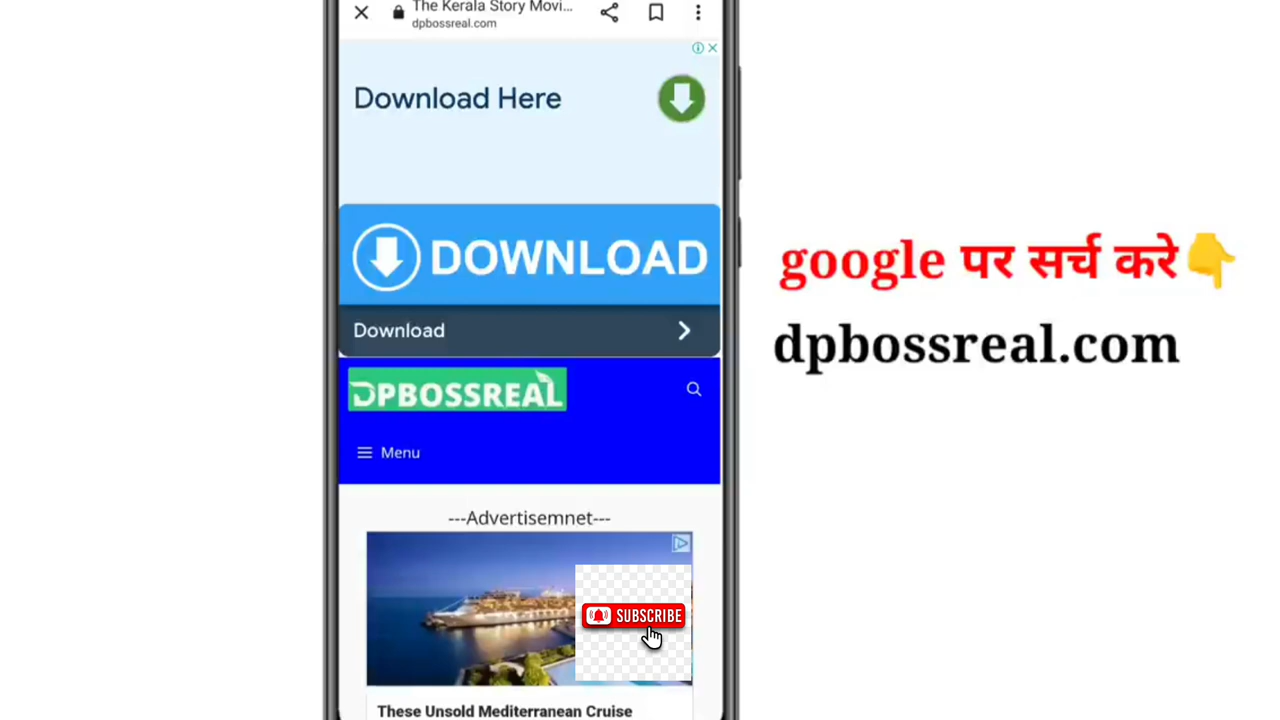 The Kerala Story Movi...
dpbossreal.com
Download Here
DOWNLOAD
Download
DPBOSSREAL
Menu
---Advertisemnet---
SUBSCRIBE
These Unsold Mediterranean Cruise
google पर सर्च करे👇
dpbossreal.com